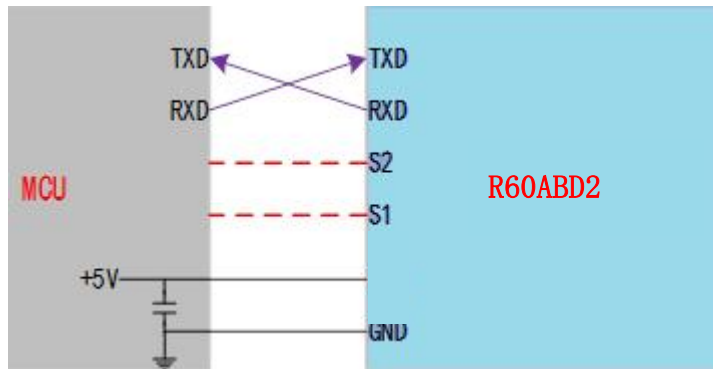 TXD
TXD
RXD
RXD
S2
MCU
R60ABD2
S1
+5V
GND